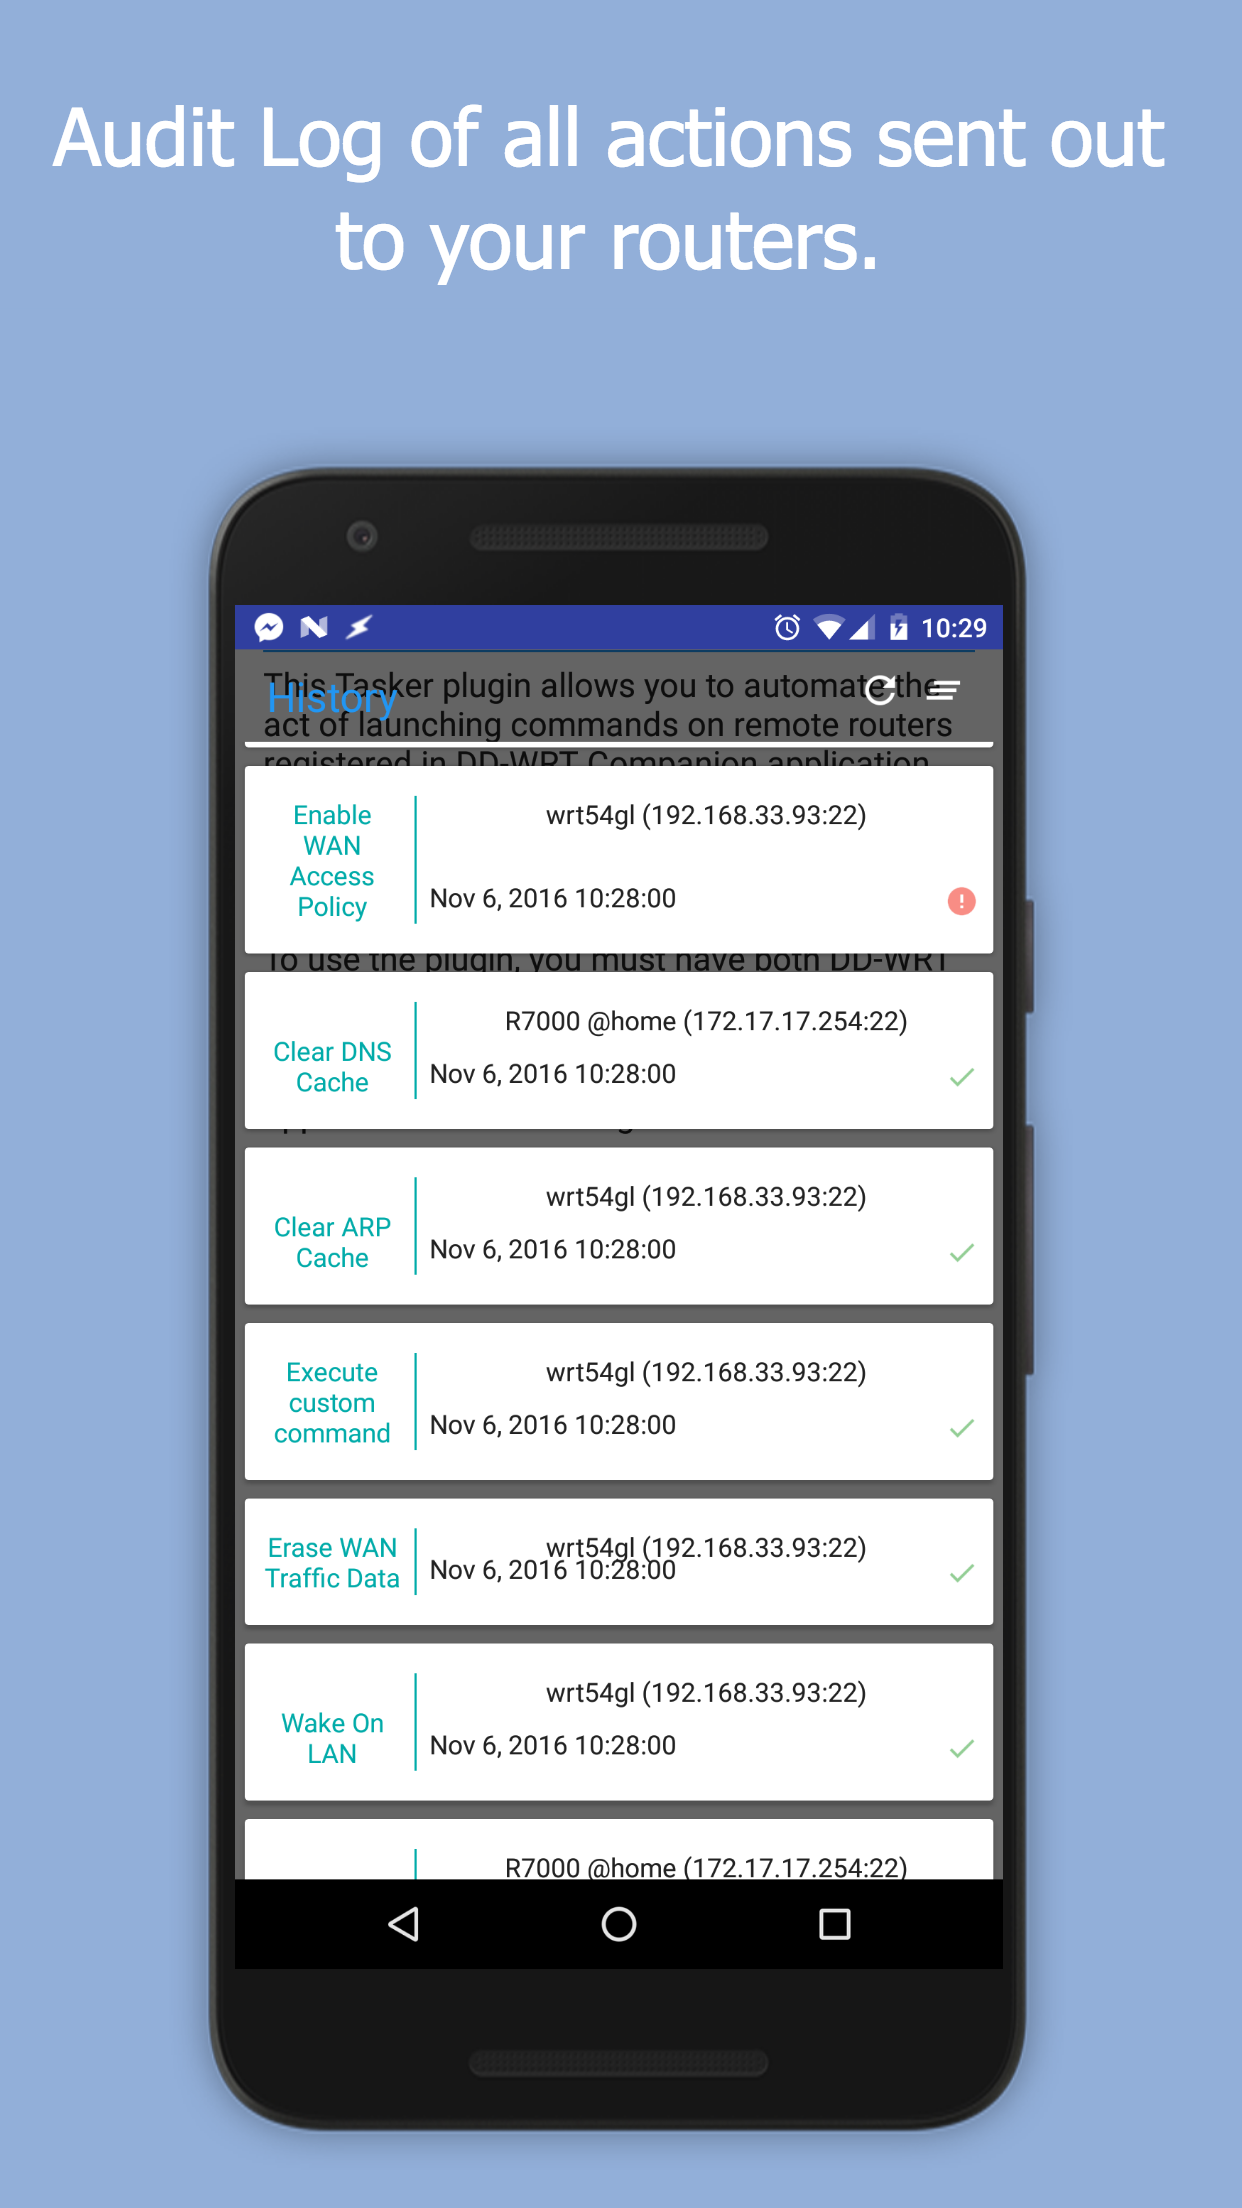 Audit Log of all actions sent out
to your routers.
10:29
This Tasker plugin allows you to automate the
History
act of launching commands on remote routers
registered in DD-WRT Companion application
Enable
WAN
Access
Policy
wrt54gl (192.168.33.93:22)
Nov 6, 2016 10:28:00
To use the plugin, you must have both DD-WRT
Clear DNS
Cache
R7000 @home (172.17.17.254:22)
Nov 6, 2016 10:28:00
Clear ARP
Cache
wrt54gl (192.168.33.93:22)
Nov 6, 2016 10:28:00
Execute
custom
command
wrt54gl (192.168.33.93:22)
Nov 6, 2016 10:28:00
Erase WAN
Traffic Data
wrt54gl (192.168.33.93:22)
Nov 6, 2016 10:28:00
Wake On
LAN
wrt54gl (192.168.33.93:22)
Nov 6, 2016 10:28:00
R7000 @home (172.17.17.254:22)